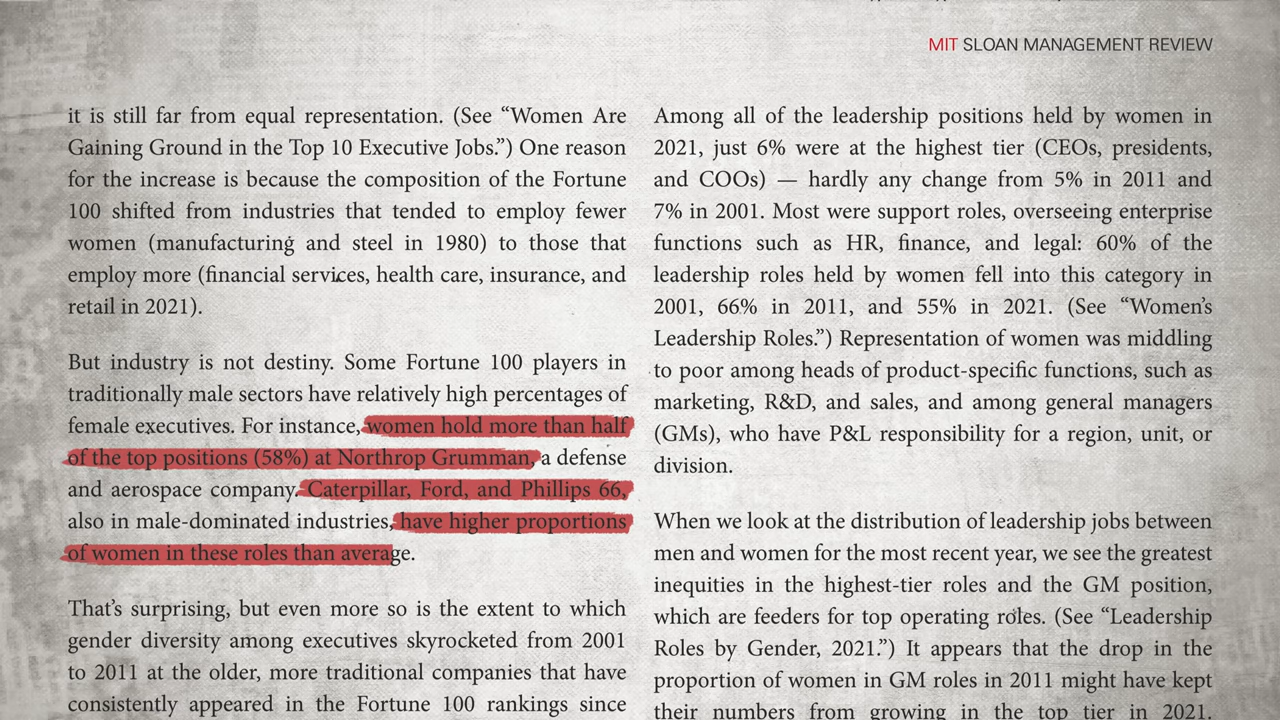 MIT SLOAN MANAGEMENT REVIEW
it is still far from equal representation. (See “Women Are
Gaining Ground in the Top 10 Executive Jobs.”) One reason
for the increase is because the composition of the Fortune
100 shifted from industries that tended to employ fewer
women (manufacturing and steel in 1980) to those that
employ more (financial services, health care, insurance, and
retail in 2021).
But industry is not destiny. Some Fortune 100 players in
traditionally male sectors have relatively high percentages of
female executives. For instance, women hold more than half
of the top positions (58%) at Northrop Grumman, a defense
and aerospace company. Caterpillar, Ford, and Phillips 66,
also in male-dominated industries, have higher proportions
of women in these roles than average.
That’s surprising, but even more so is the extent to which
gender diversity among executives skyrocketed from 2001
to 2011 at the older, more traditional companies that have
consistently appeared in the Fortune 100 rankings since
Among all of the leadership positions held by women in
2021, just 6% were at the highest tier (CEOs, presidents,
and COOs) — hardly any change from 5% in 2011 and
7% in 2001. Most were support roles, overseeing enterprise
functions such as HR, finance, and legal: 60% of the
leadership roles held by women fell into this category in
2001, 66% in 2011, and 55% in 2021. (See “Women’s
Leadership Roles.”) Representation of women was middling
to poor among heads of product-specific functions, such as
marketing, R&D, and sales, and among general managers
(GMs), who have P&L responsibility for a region, unit, or
division.
When we look at the distribution of leadership jobs between
men and women for the most recent year, we see the greatest
inequities in the highest-tier roles and the GM position,
which are feeders for top operating roles. (See “Leadership
Roles by Gender, 2021.”) It appears that the drop in the
proportion of women in GM roles in 2011 might have kept
their numbers from growing in the top tier in 2021.